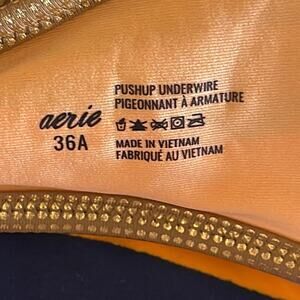 aerie
36A
PUSHUP UNDERWIRE
PIGEONNANT À ARMATURE
MADE IN VIETNAM
FABRIQUÉ AU VIETNAM